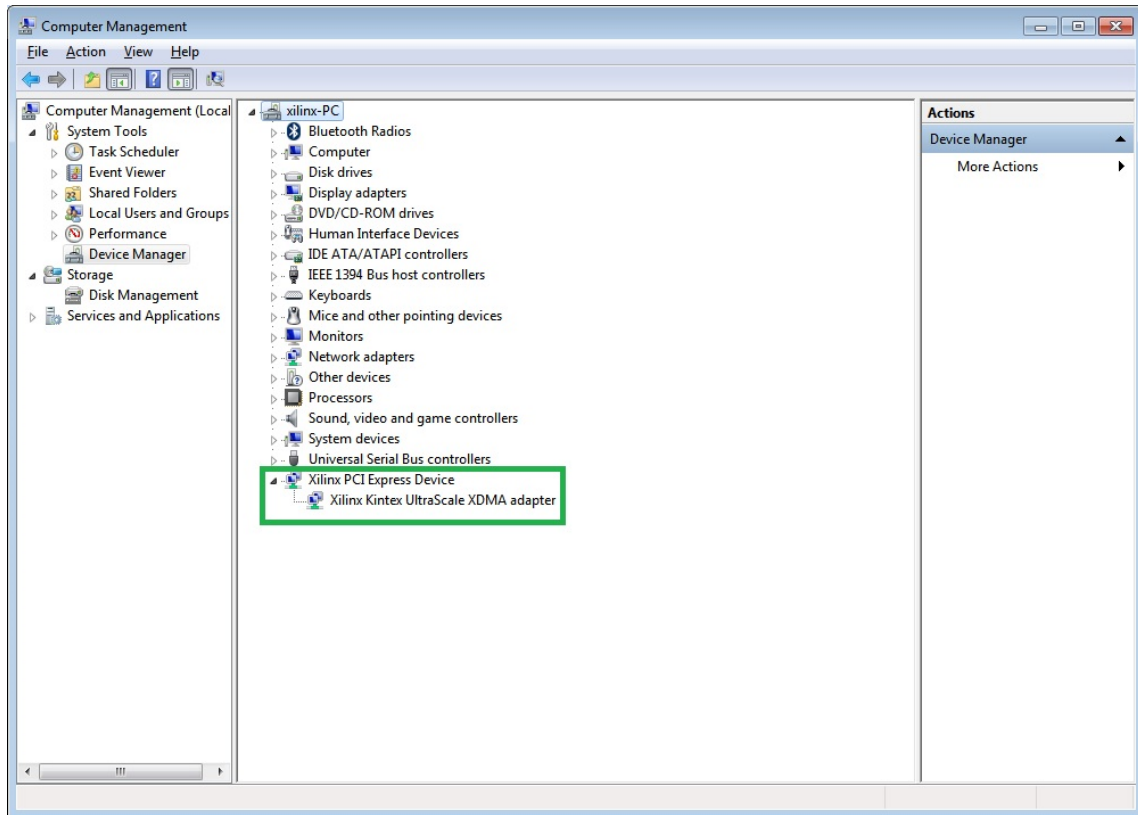 Computer Management
File Action View Help
Computer Management (Local
System Tools
Task Scheduler
Event Viewer
Shared Folders
Local Users and Groups
Performance
Device Manager
Storage
Disk Management
Services and Applications
xilinx-PC
Bluetooth Radios
Computer
Disk drives
Display adapters
DVD/CD-ROM drives
Human Interface Devices
IDE ATA/ATAPI controllers
IEEE 1394 Bus host controllers
Keyboards
Mice and other pointing devices
Monitors
Network adapters
Other devices
Processors
Sound, video and game controllers
System devices
Universal Serial Bus controllers
Xilinx PCI Express Device
Xilinx Kintex UltraScale XDMA adapter
Actions
Device Manager
More Actions